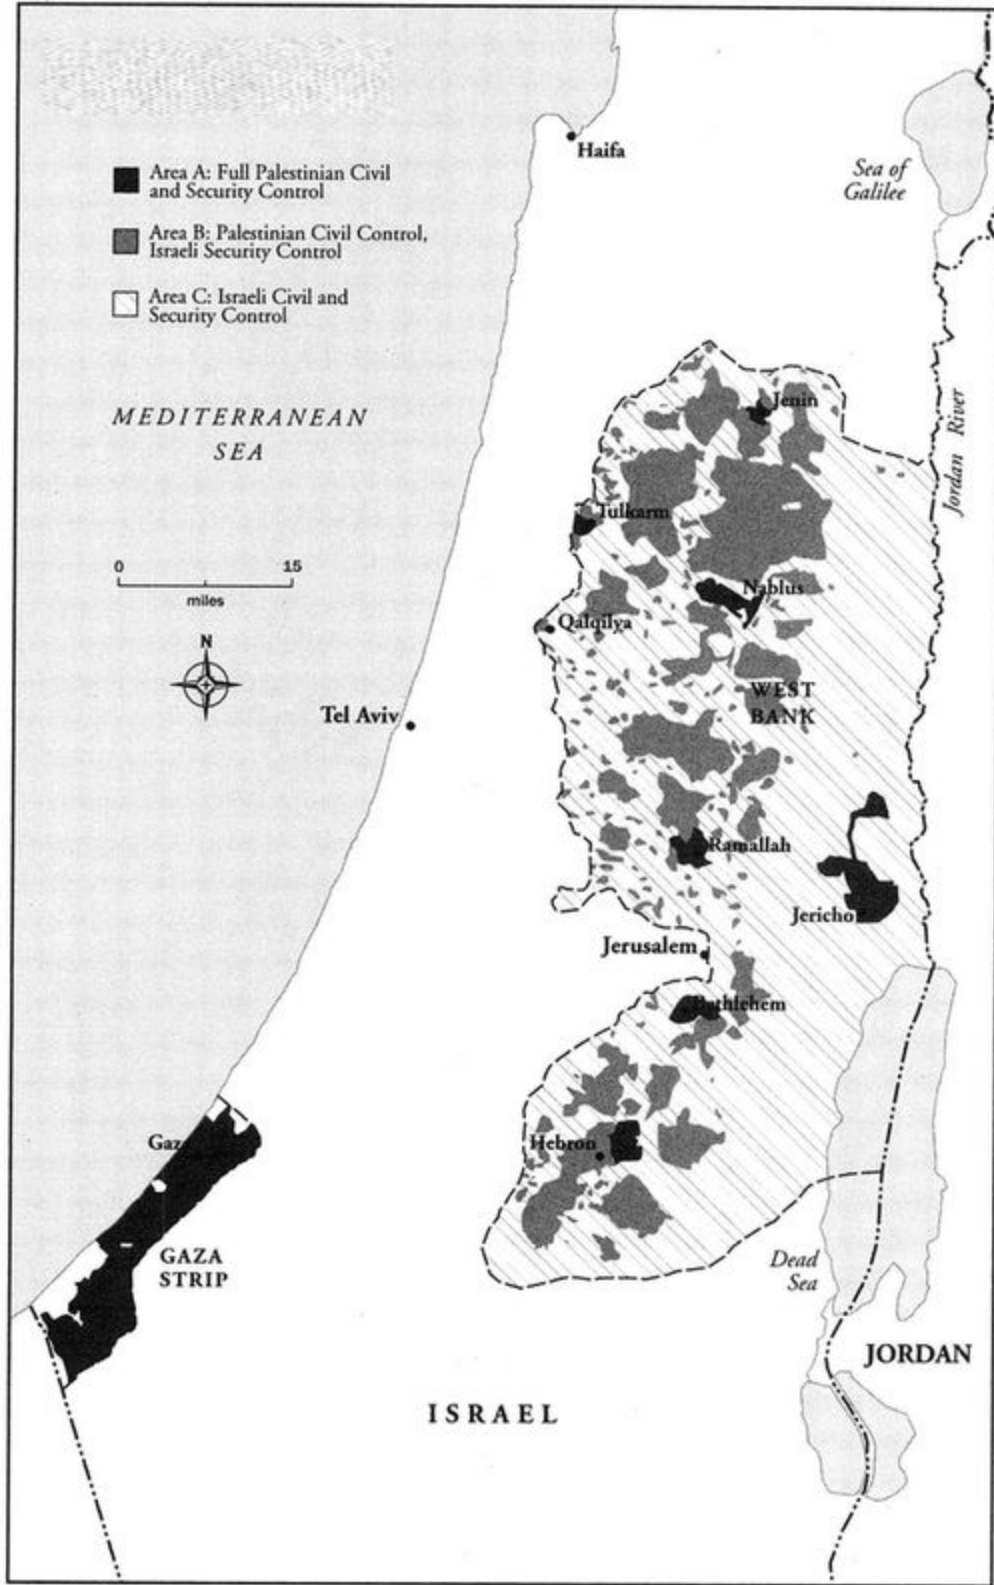 Haifa
Sea of
Galilee
Area A: Full Palestinian Civil
and Security Control
Area B: Palestinian Civil Control,
Israeli Security Control
Area C: Israeli Civil and
Security Control
Jordan River
MEDITERRANEAN
SEA
Jenin
Tulkarm
0 15
miles
Nablus
Qalqilya
N
WEST
BANK
Tel Aviv
Ramallah
Jericho
Jerusalem
Bethlehem
Gaza
Hebron
GAZA
STRIP
Dead
Sea
JORDAN
ISRAEL